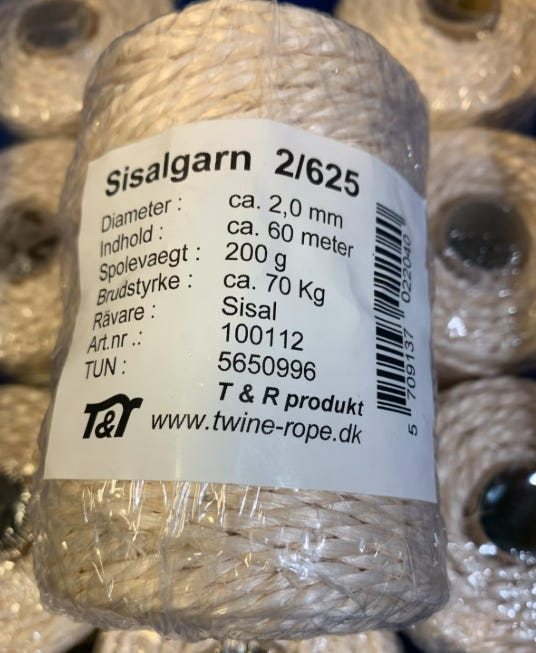 Sisalgarn 2/625
Diameter : ca. 2,0 mm
Indhold : ca. 60 meter
Spolevaegt : 200 g
Brudstyrke : ca. 70 Kg
Råvare : Sisal
Art.nr .: 100112
TUN : 5650996
T & R produkt
T&R www.twine-rope.dk
5 709137 022040